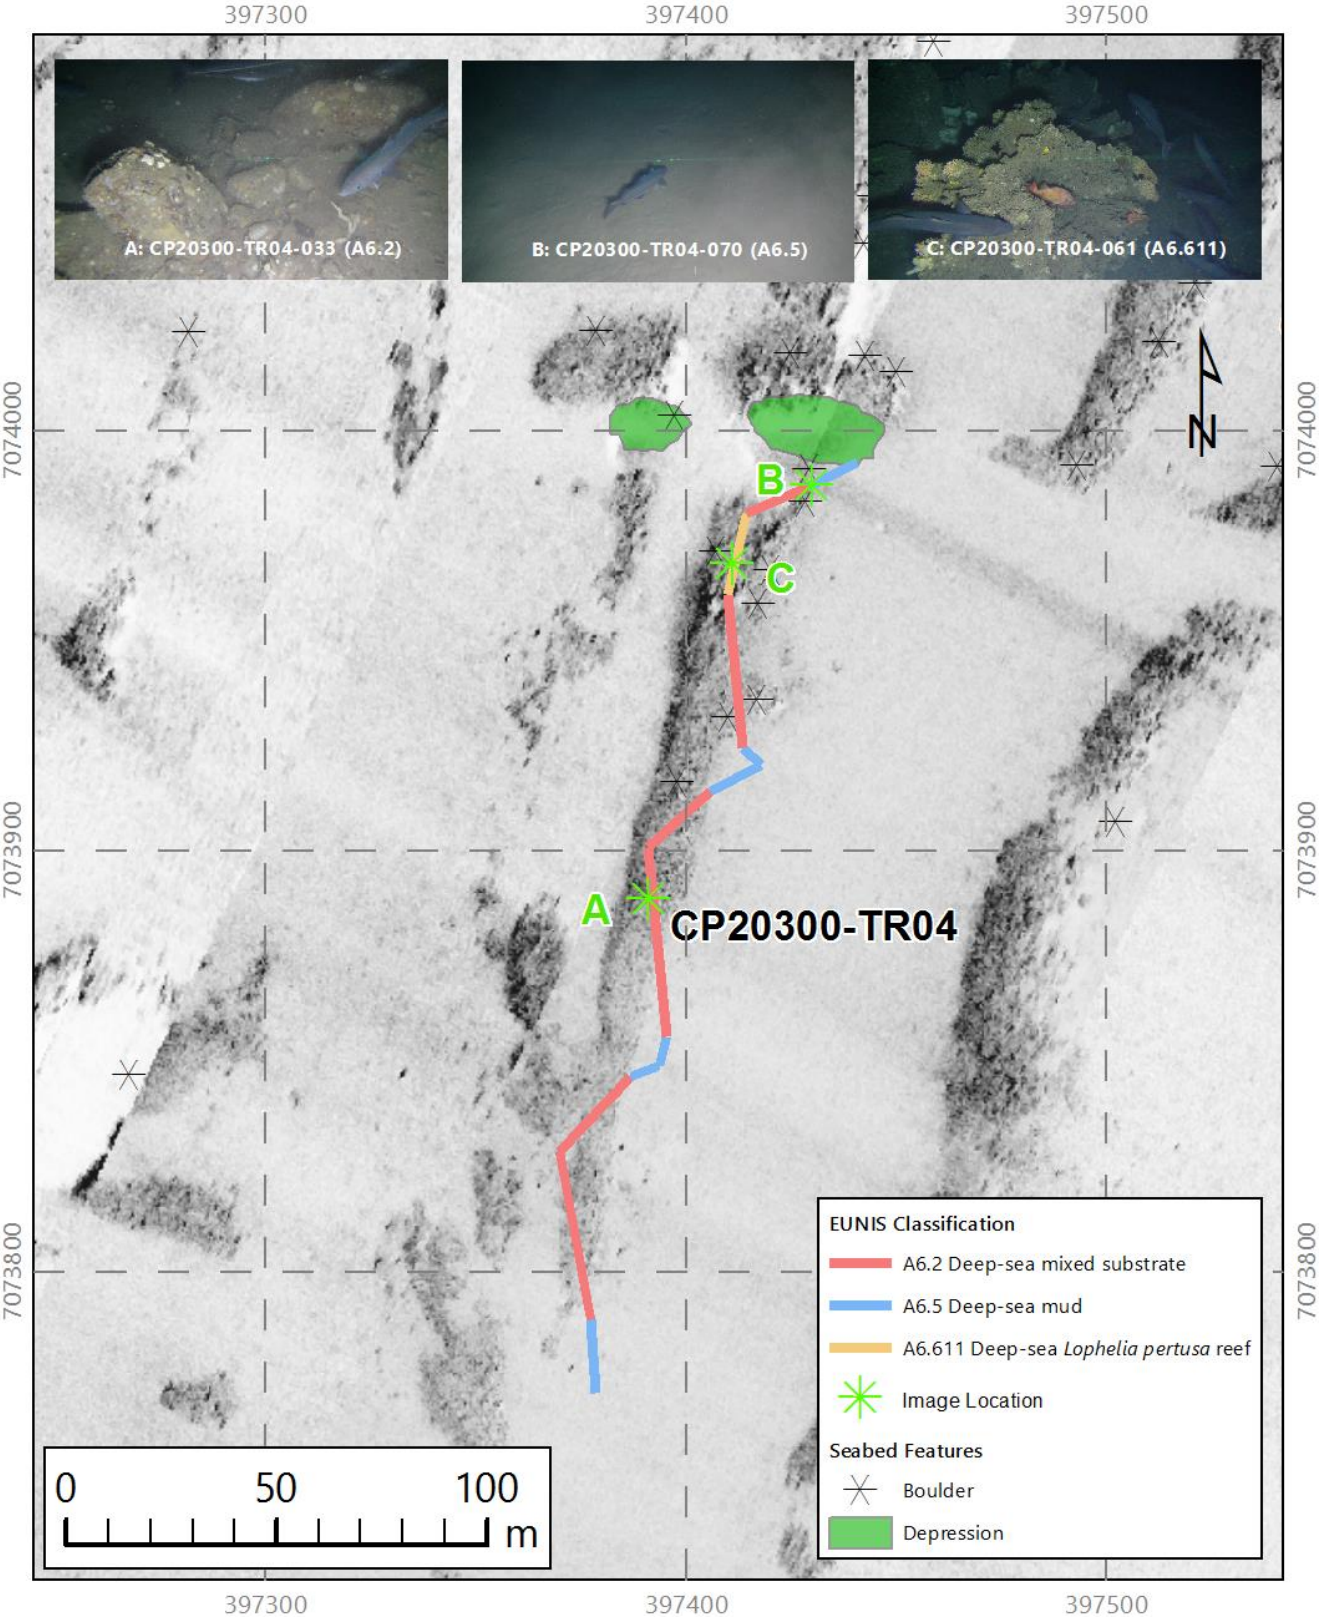 397300 397400 397500
A: CP20300-TR04-033 (A6.2) B: CP20300-TR04-070 (A6.5) C: CP20300-TR04-061 (A6.611)
N
7074000 7074000
B
C
7073900 7073900
A
CP20300-TR04
7073800 7073800
EUNIS Classification
A6.2 Deep-sea mixed substrate
A6.5 Deep-sea mud
A6.611 Deep-sea Lophelia pertusa reef
Image Location
Seabed Features
Boulder
Depression
0 50 100
m
397300 397400 397500